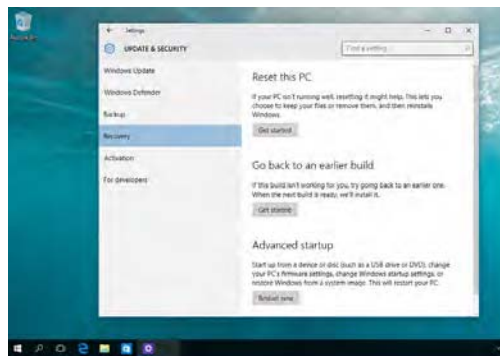 Settings
UPDATE & SECURITY
Find a setting
Windows Update
Windows Defender
Backup
Recovery
Activation
For developers
Reset this PC
If your PC isn't running well, resetting it might help. This lets you
choose to keep your files or remove them, and then reinstalls
Windows.
Get started
Go back to an earlier build
If this build isn't working for you, try going back to an earlier one.
When the next build is ready, we'll install it.
Get started
Advanced startup
Start up from a device or disc (such as a USB drive or DVD), change
your PC's firmware settings, change Windows startup settings, or
restore Windows from a system image. This will restart your PC.
Restart now